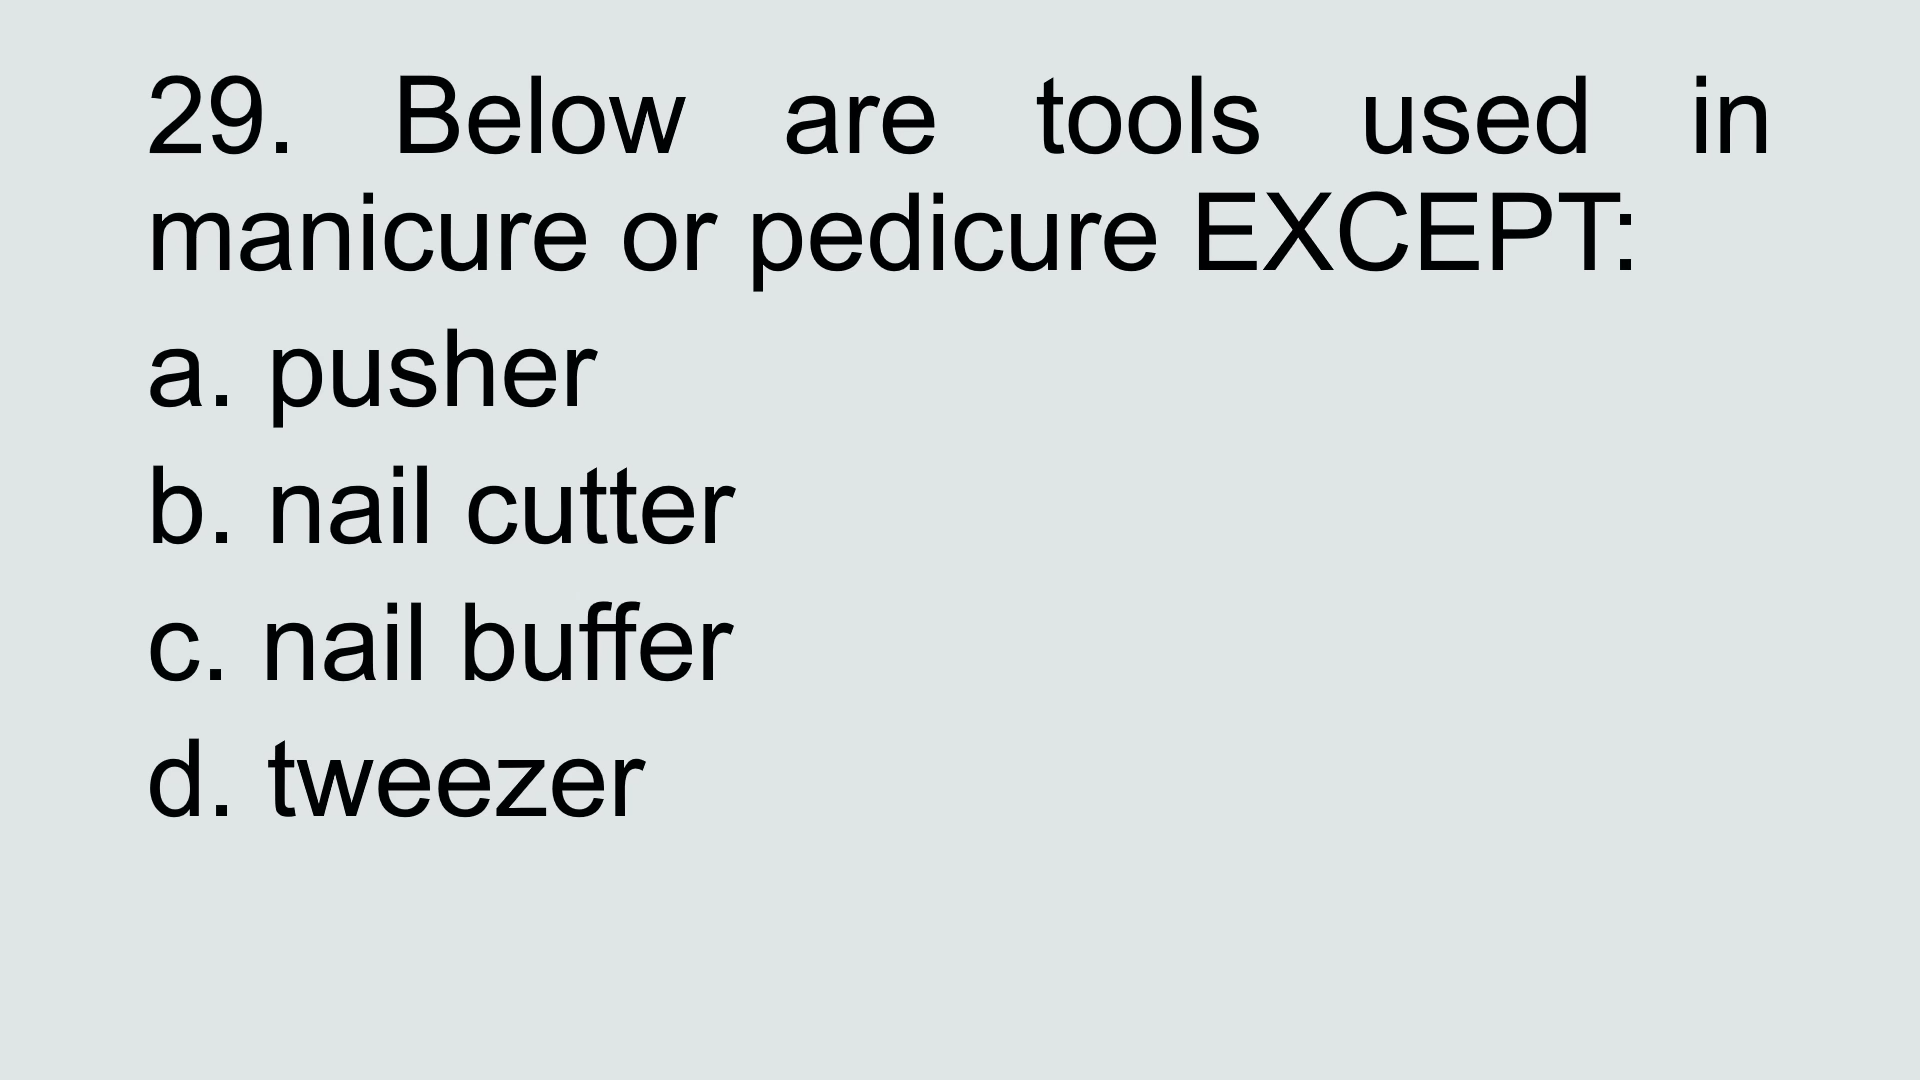 29. Below are tools used in
manicure or pedicure EXCEPT:
a. pusher
b. nail cutter
c. nail buffer
d. tweezer